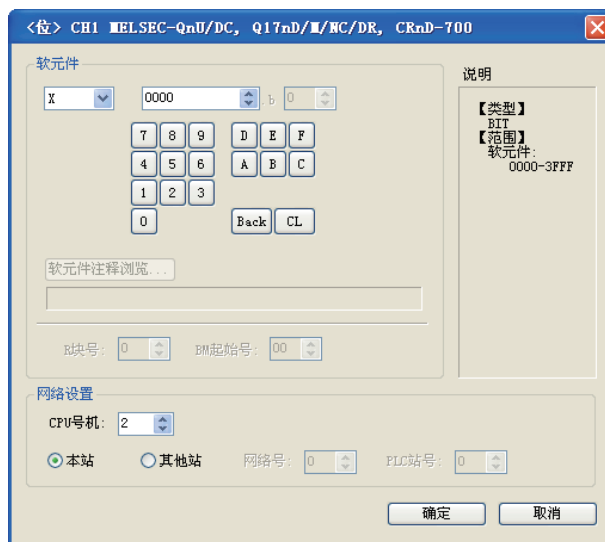 <位> CH1 MELSEC-QnU/DC, Q17nD/M/NC/DR, CRnD-700
软元件
X 0000 .b 0
7 8 9 D E F
4 5 6 A B C
1 2 3
0 Back CL
软元件注释浏览...
R块号: 0 BM起始号: 00
说明
【类型】
BIT
【范围】
软元件:
0000-3FFF
网络设置
CPU号机: 2
本站 其他站 网络号: 0 PLC站号: 0
确定 取消